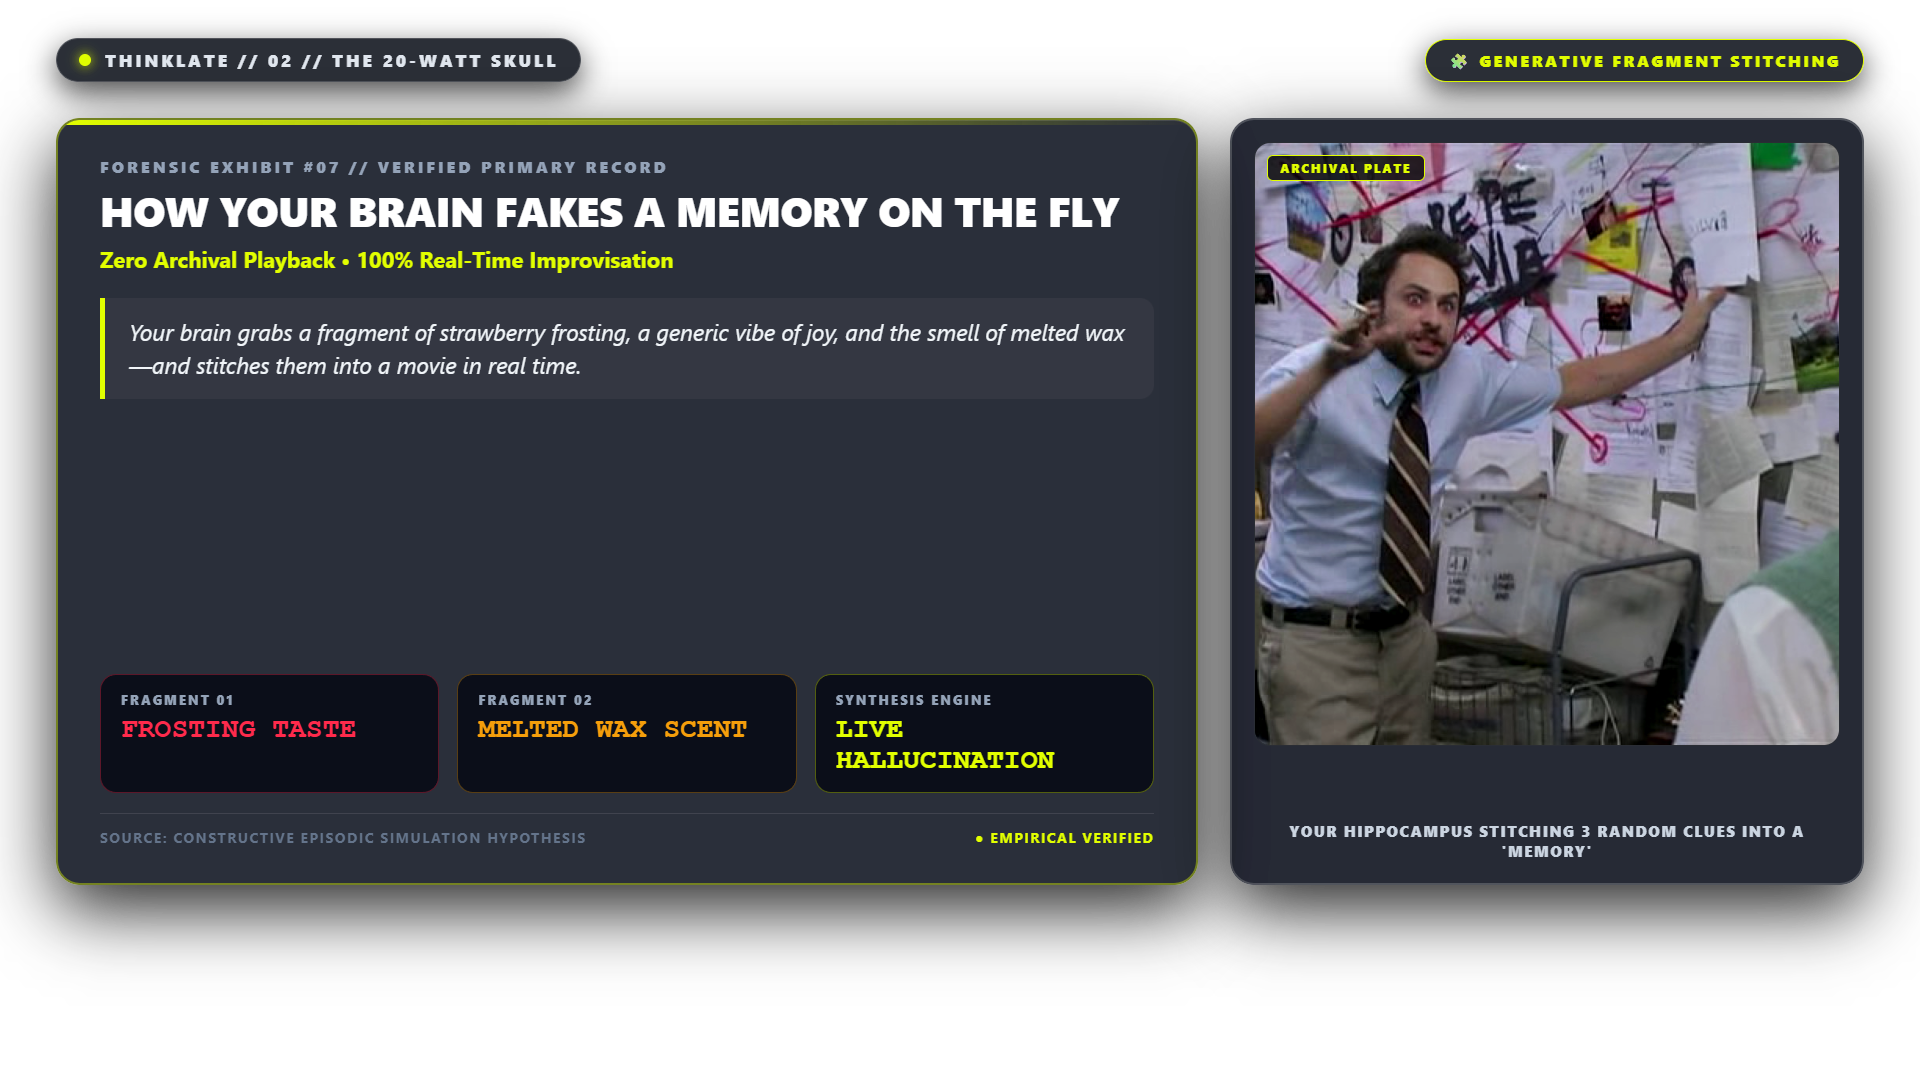 THINKLATE // 02 // THE 20-WATT SKULL
GENERATIVE FRAGMENT STITCHING
FORENSIC EXHIBIT #07 // VERIFIED PRIMARY RECORD
HOW YOUR BRAIN FAKES A MEMORY ON THE FLY
Zero Archival Playback • 100% Real-Time Improvisation
Your brain grabs a fragment of strawberry frosting, a generic vibe of joy, and the smell of melted wax
—and stitches them into a movie in real time.
FRAGMENT 01
FROSTING TASTE
FRAGMENT 02
MELTED WAX SCENT
SYNTHESIS ENGINE
LIVE
HALLUCINATION
SOURCE: CONSTRUCTIVE EPISODIC SIMULATION HYPOTHESIS
● EMPIRICAL VERIFIED
ARCHIVAL PLATE
PEPE
SILVIA
YOUR HIPPOCAMPUS STITCHING 3 RANDOM CLUES INTO A
'MEMORY'